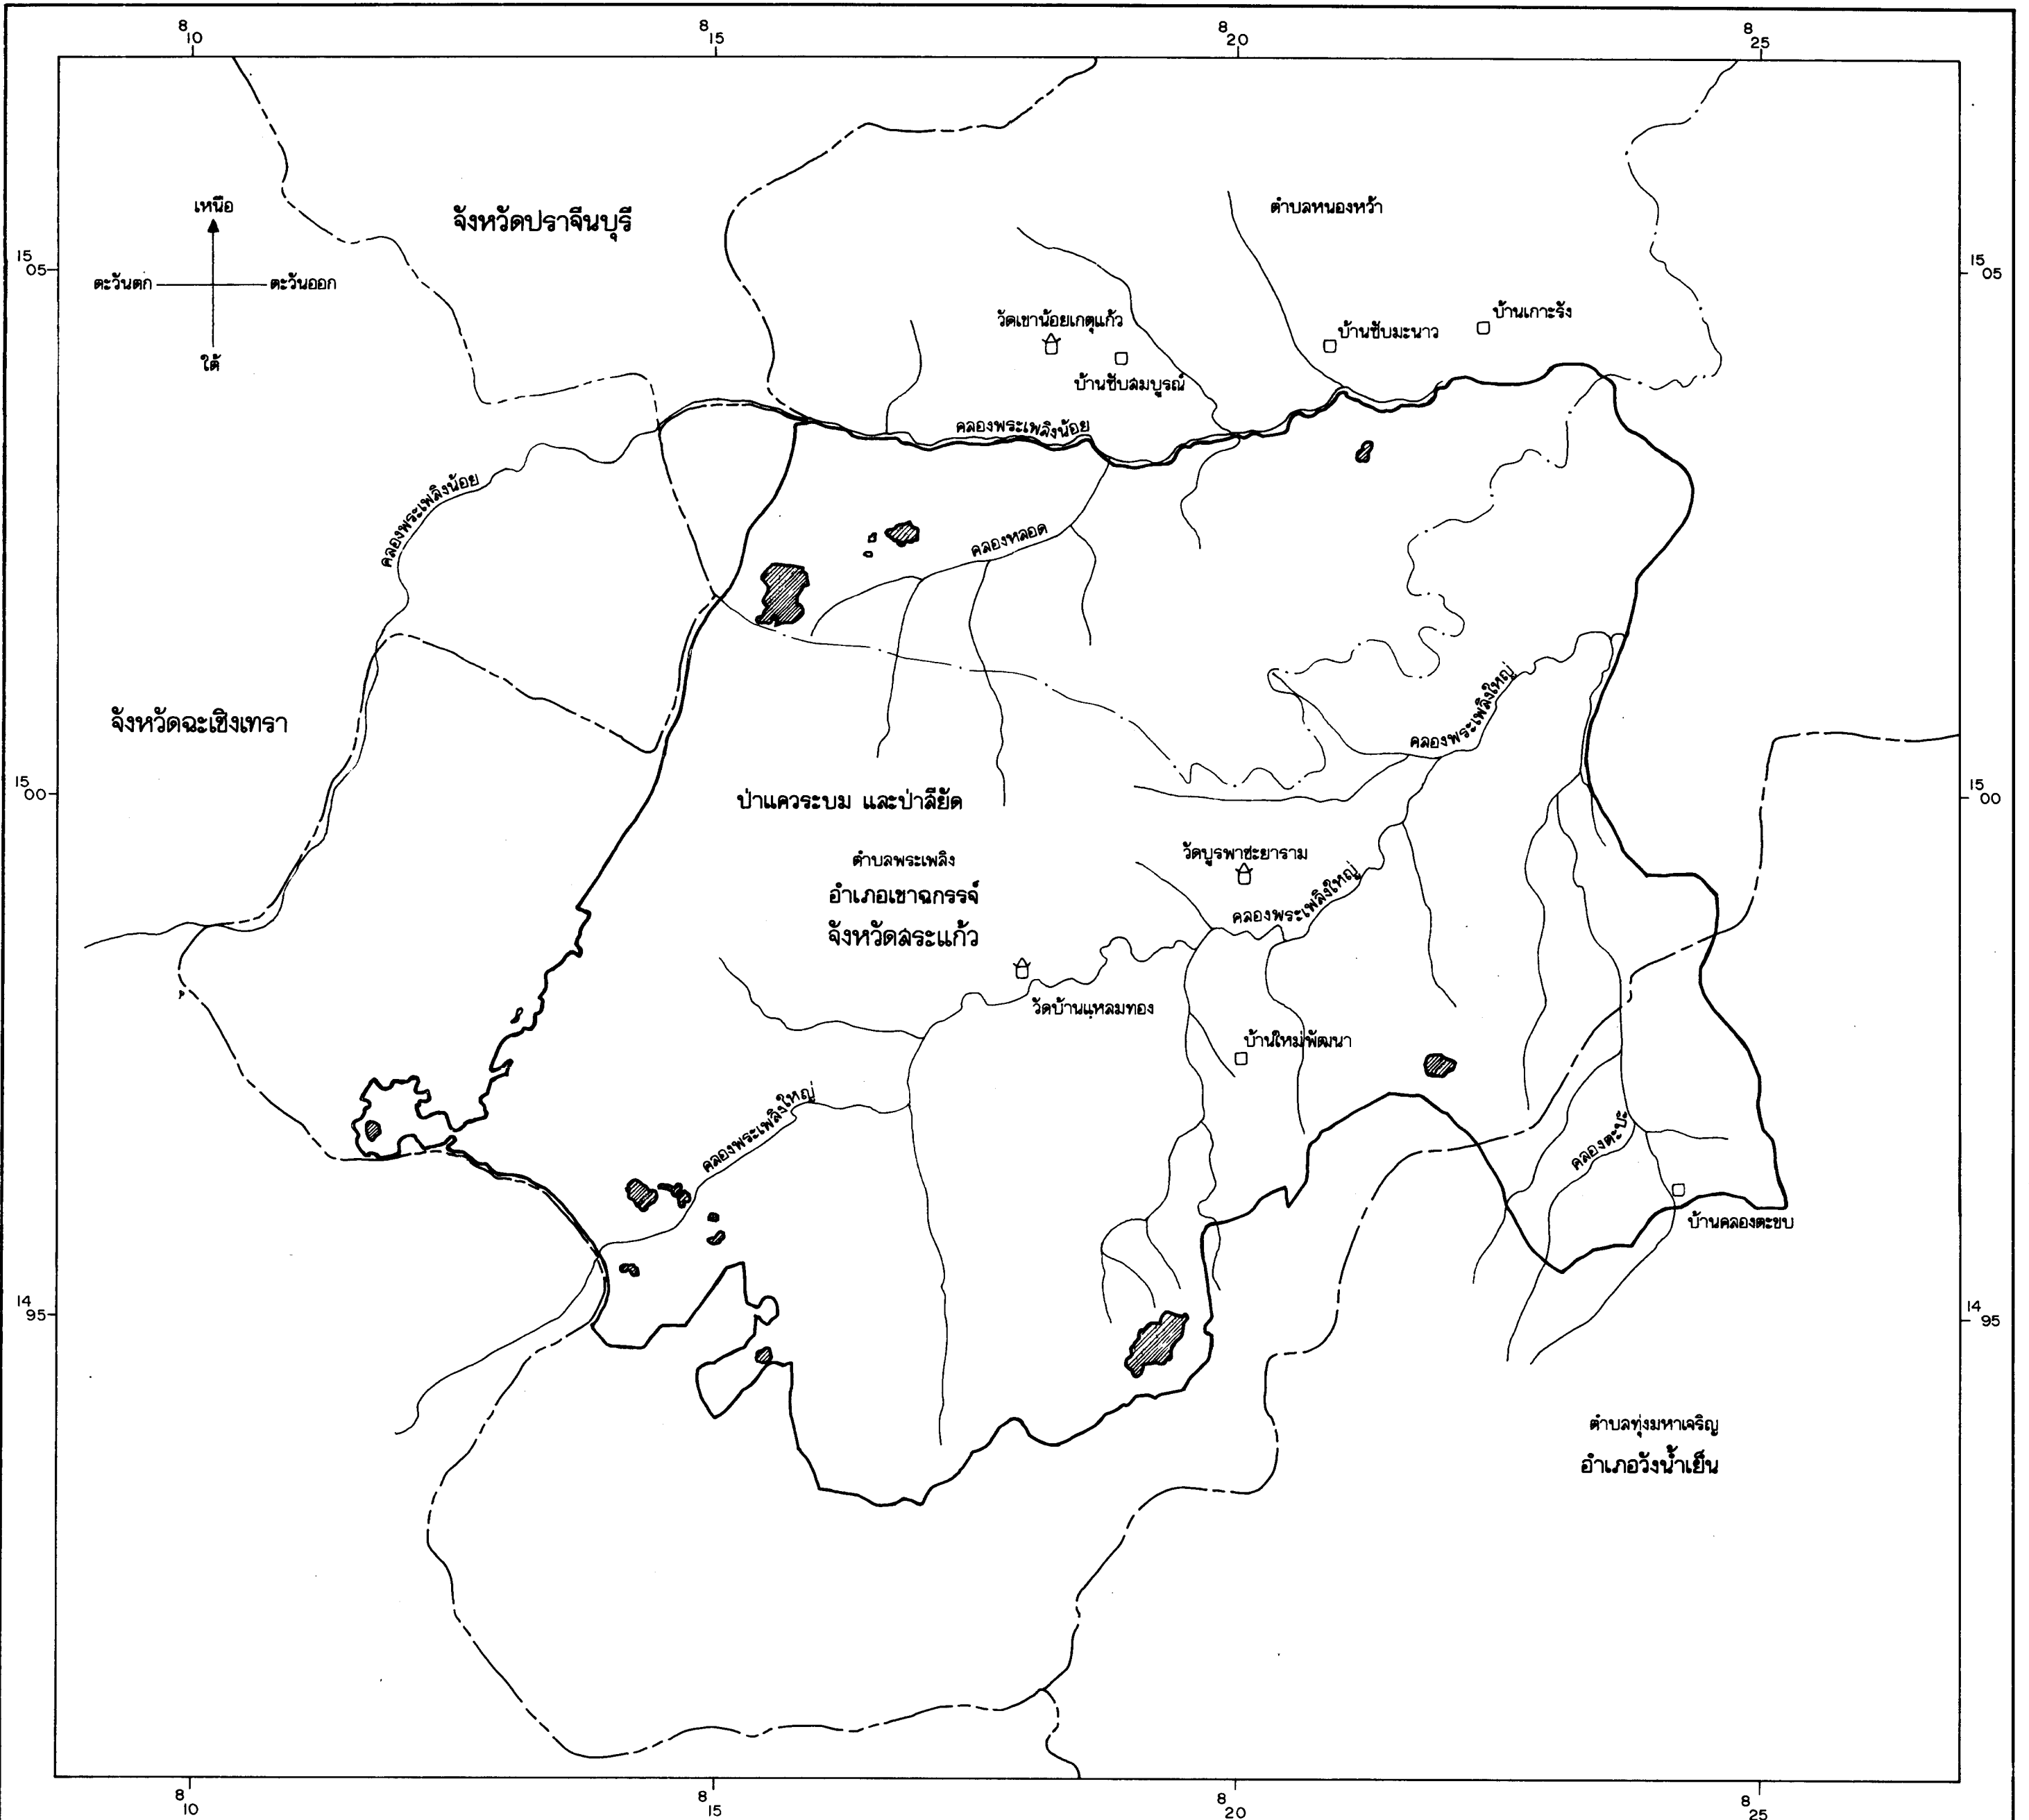 8 10
8 15
8 20
8 25
จังหวัดปราจีนบุรี
ตำบลหนองหว้า
เหนือ
ตะวันตก
ตะวันออก
ใต้
15 05
15 05
วัดเขาน้อยเกตุแก้ว
บ้านซับสมบูรณ์
บ้านซับมะนาว
บ้านเกาะรัง
คลองพระเพลิงน้อย
คลองพระเพลิงน้อย
คลองหลอด
จังหวัดฉะเชิงเทรา
คลองพระเพลิงใหญ่
15 00
15 00
ป่าแควระบม และป่าสียัด
ตำบลพระเพลิง
อำเภอเขาฉกรรจ์
จังหวัดสระแก้ว
วัดบูรพาชะยาราม
คลองพระเพลิงใหญ่
วัดบ้านแหลมทอง
บ้านใหม่พัฒนา
คลองพระเพลิงใหญ่
คลองตะบ๊ะ
บ้านคลองตะขบ
14 95
14 95
ตำบลทุ่งมหาเจริญ
อำเภอวังน้ำเย็น
8 10
8 15
8 20
8 25